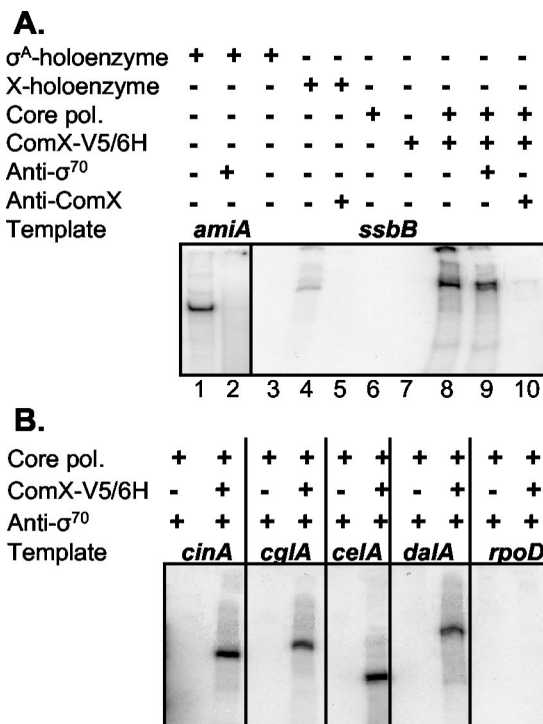 A.
σᴬ-holoenzyme + + + - - - - - - -
X-holoenzyme - - - + + - - - - -
Core pol. - - - - - + - + + +
ComX-V5/6H - - - - - - + + + +
Anti-σ⁷⁰ - + - - - - - - + -
Anti-ComX - - - - + - - - - +
Template amiA ssbB
1 2 3 4 5 6 7 8 9 10
B.
Core pol. + + + + + + + + + +
ComX-V5/6H - + - + - + - + - +
Anti-σ⁷⁰ + + + + + + + + + +
Template cinA cglA celA dalA rpoD